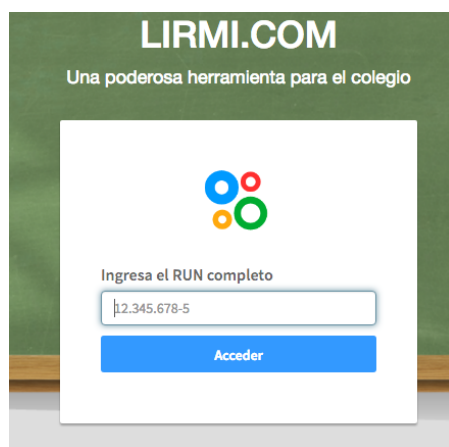 LIRMI.COM
Una poderosa herramienta para el colegio
Ingresa el RUN completo
12.345.678-5
Acceder